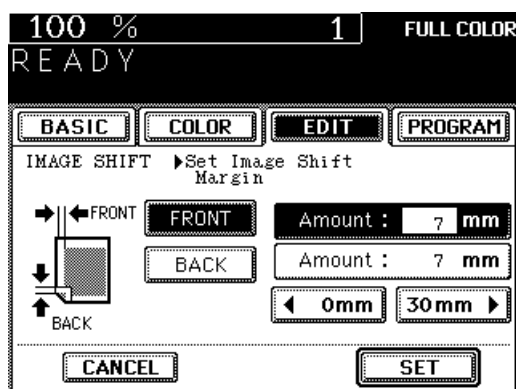 100 % 1 FULL COLOR
READY
BASIC COLOR EDIT PROGRAM
IMAGE SHIFT ▶Set Image Shift
Margin
FRONT FRONT Amount : 7 mm
BACK Amount : 7 mm
◀ 0mm 30mm ▶
BACK
CANCEL SET